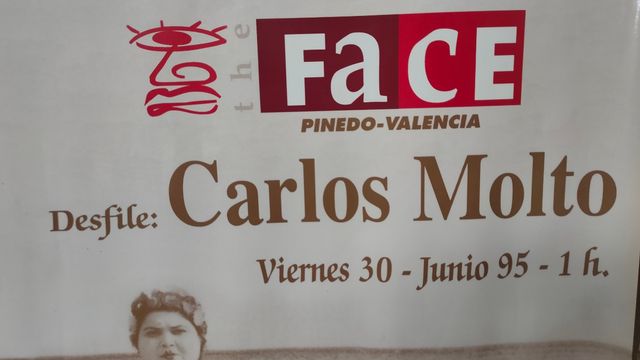 the FaCE
PINEDO-VALENCIA
Desfile: Carlos Molto
Viernes 30 - Junio 95 - 1 h.